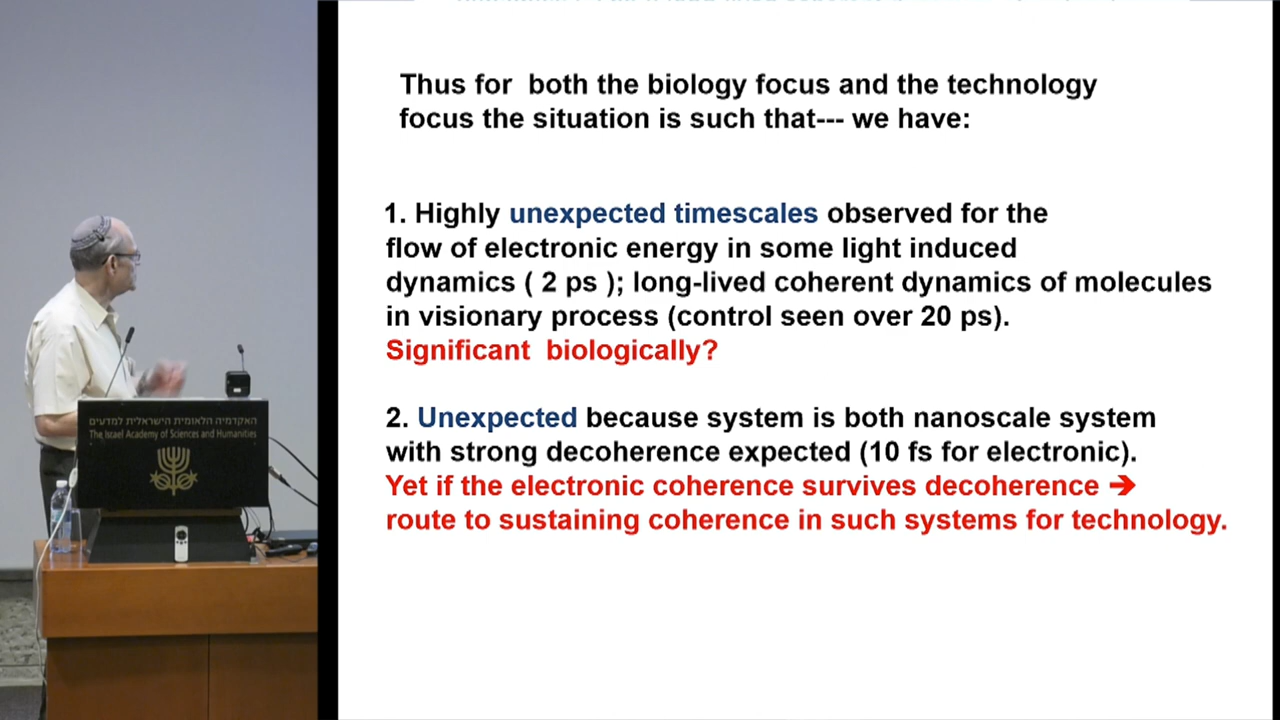 Thus for both the biology focus and the technology
focus the situation is such that--- we have:
1. Highly unexpected timescales observed for the
flow of electronic energy in some light induced
dynamics ( 2 ps ); long-lived coherent dynamics of molecules
in visionary process (control seen over 20 ps).
Significant biologically?
2. Unexpected because system is both nanoscale system
with strong decoherence expected (10 fs for electronic).
Yet if the electronic coherence survives decoherence ➔
route to sustaining coherence in such systems for technology.
האקדמיה הלאומית הישראלית למדעים
The Israel Academy of Sciences and Humanities